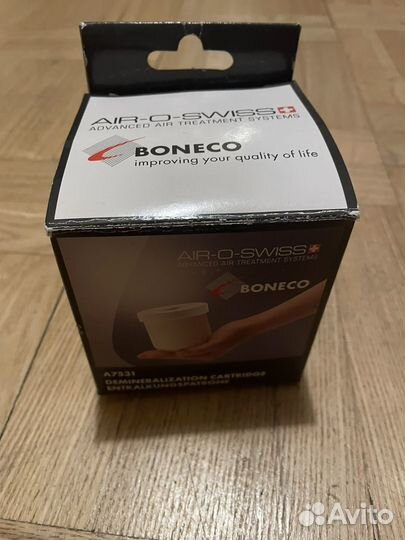 AIR-O-SWISS
ADVANCED AIR TREATMENT SYSTEMS
BONECO
improving your quality of life
AIR-O-SWISS
ADVANCED AIR TREATMENT SYSTEMS
BONECO
A7531
DEMINERALIZATION CARTRIDGE
ENTKALKUNGSPATRONE
Avito